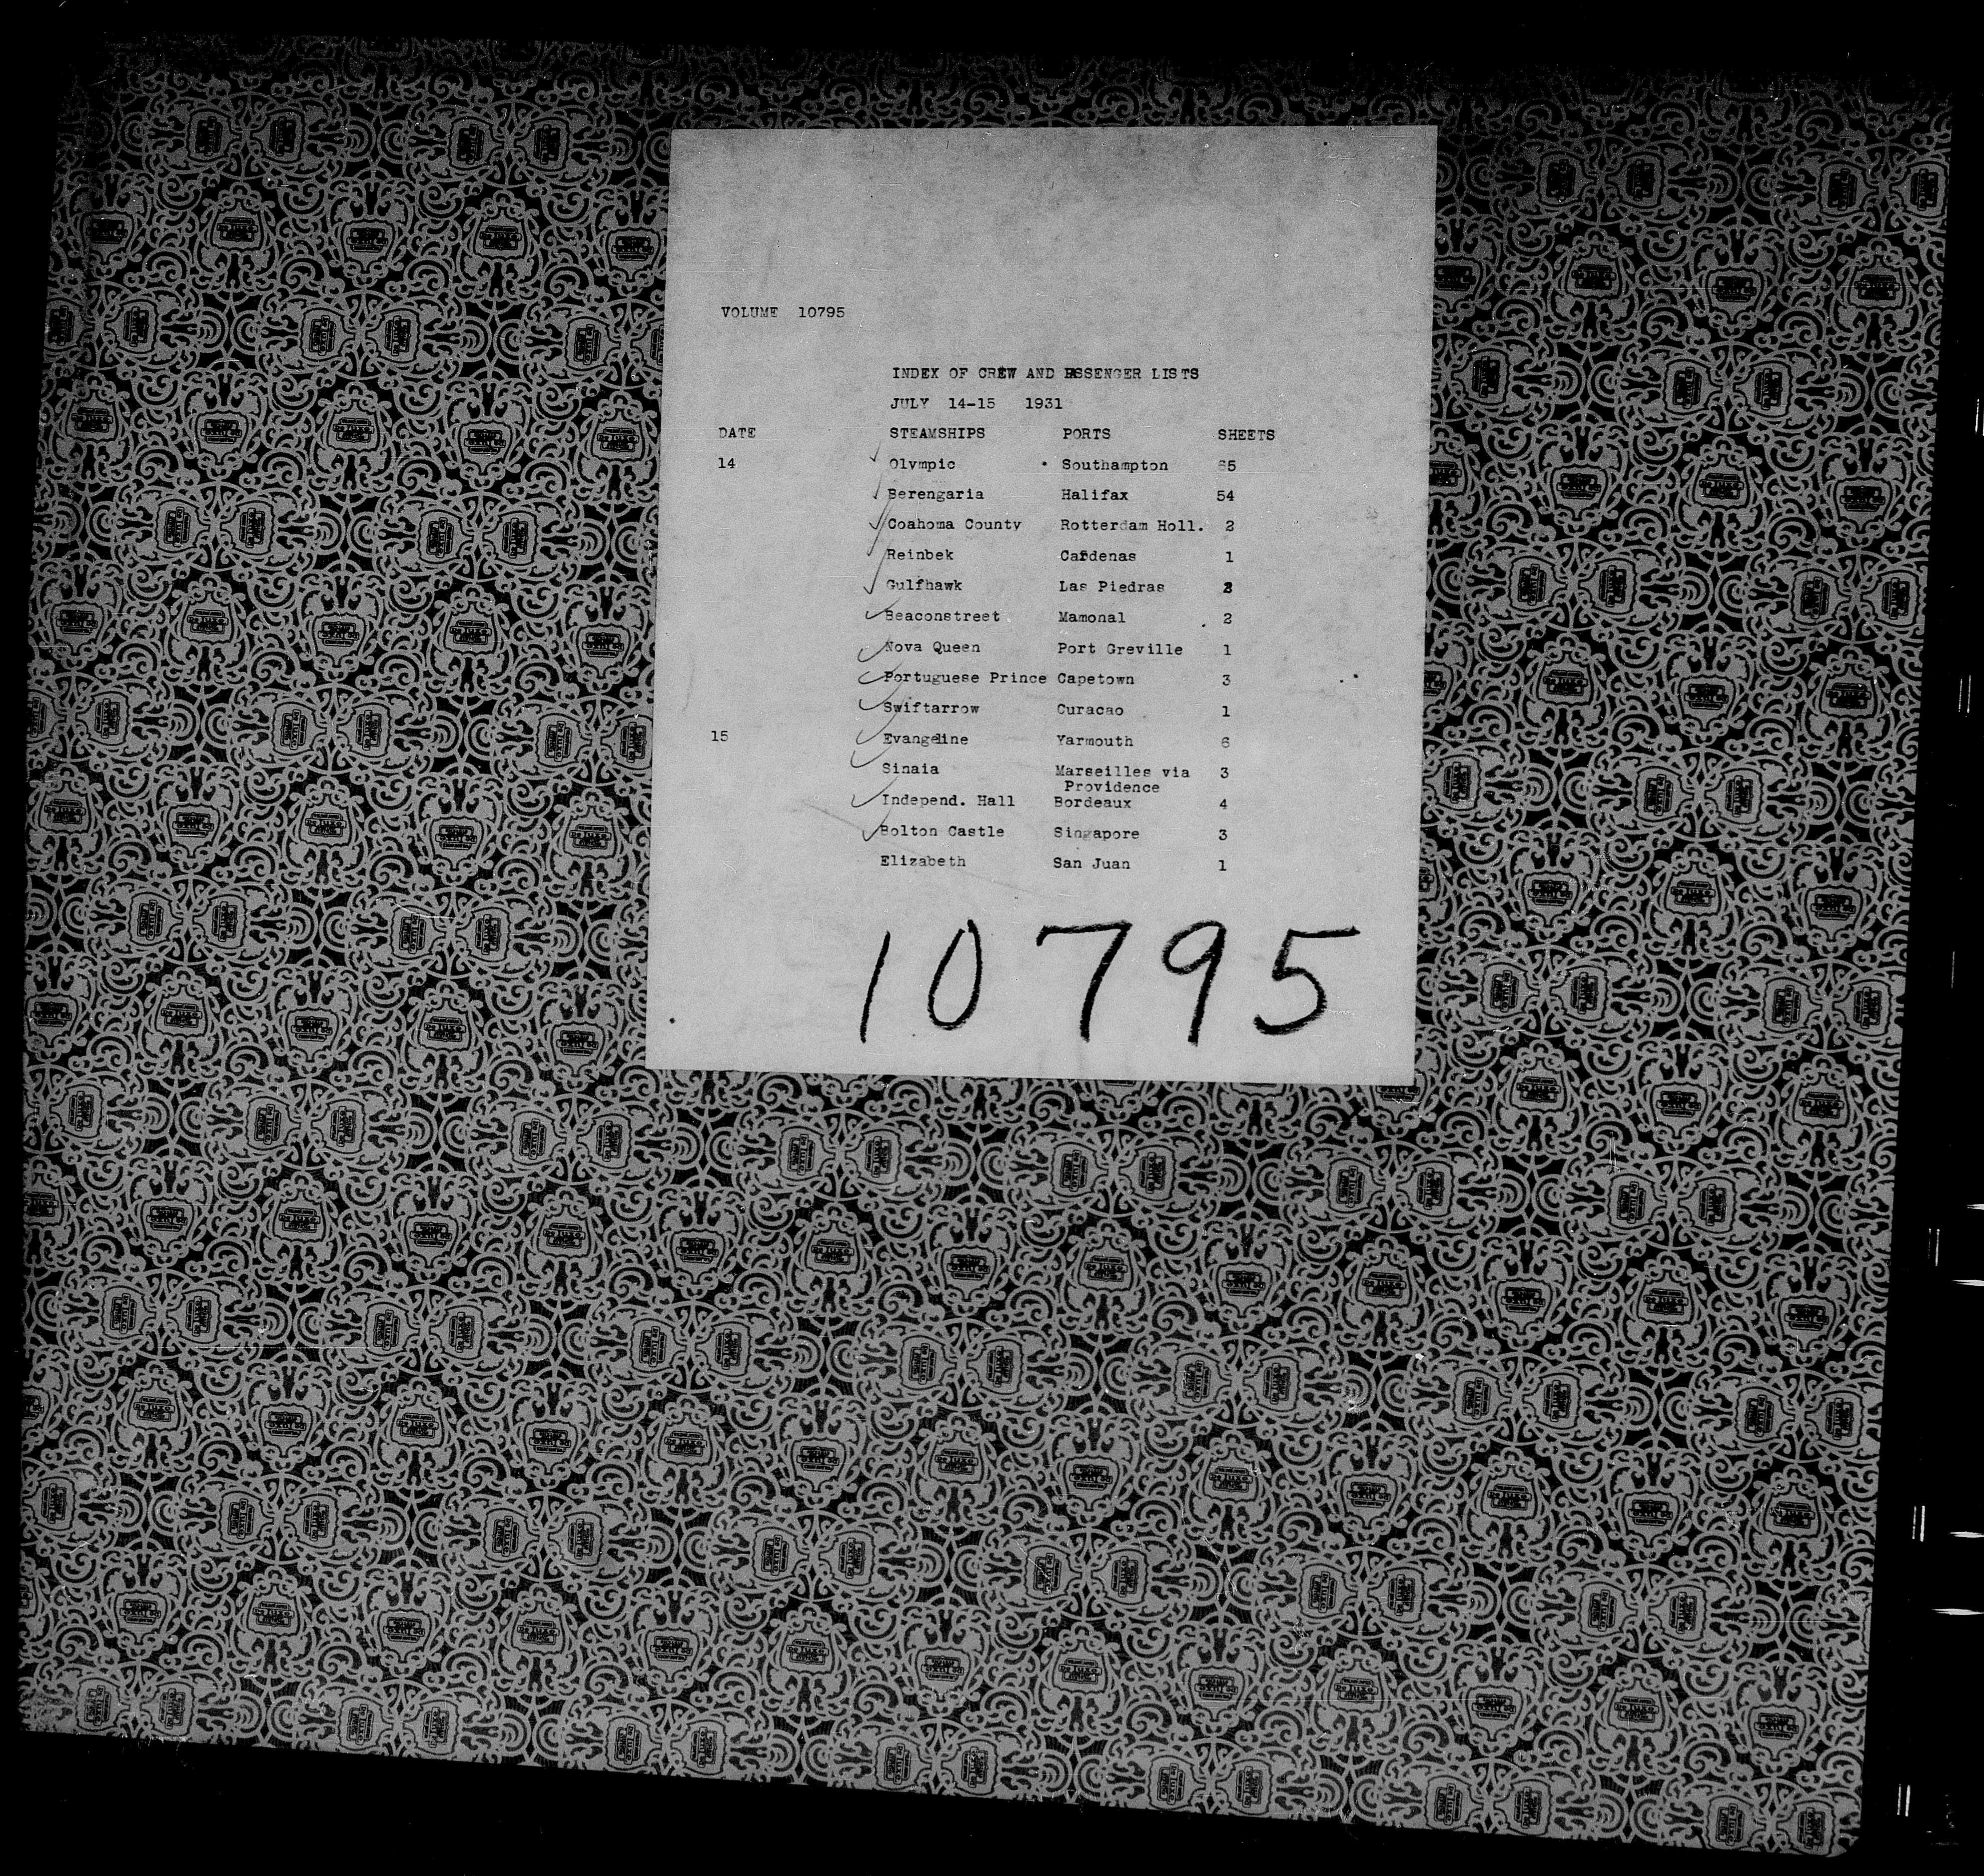 VOLUME 10795
INDEX OF CREW AND PSSENGER LISTS
JULY 14-15 1931
DATE STEAMSHIPS PORTS SHEETS
14 Olympic Southampton 65
Berengaria Halifax 54
Coahoma County Rotterdam Holl. 2
Reinbek Cardenas 1
Gulfhawk Las Piedras
Beaconstreet Mamonal 2
Nova Queen Port Greville 1
Portuguese Prince Capetown 3
Swiftarrow Curacao 1
15 Evangeline Yarmouth 6
Sinaia Marseilles via 3
Providence
Independ. Hall Bordeaux 4
Bolton Castle Singapore 3
Elizabeth San Juan 1
10795